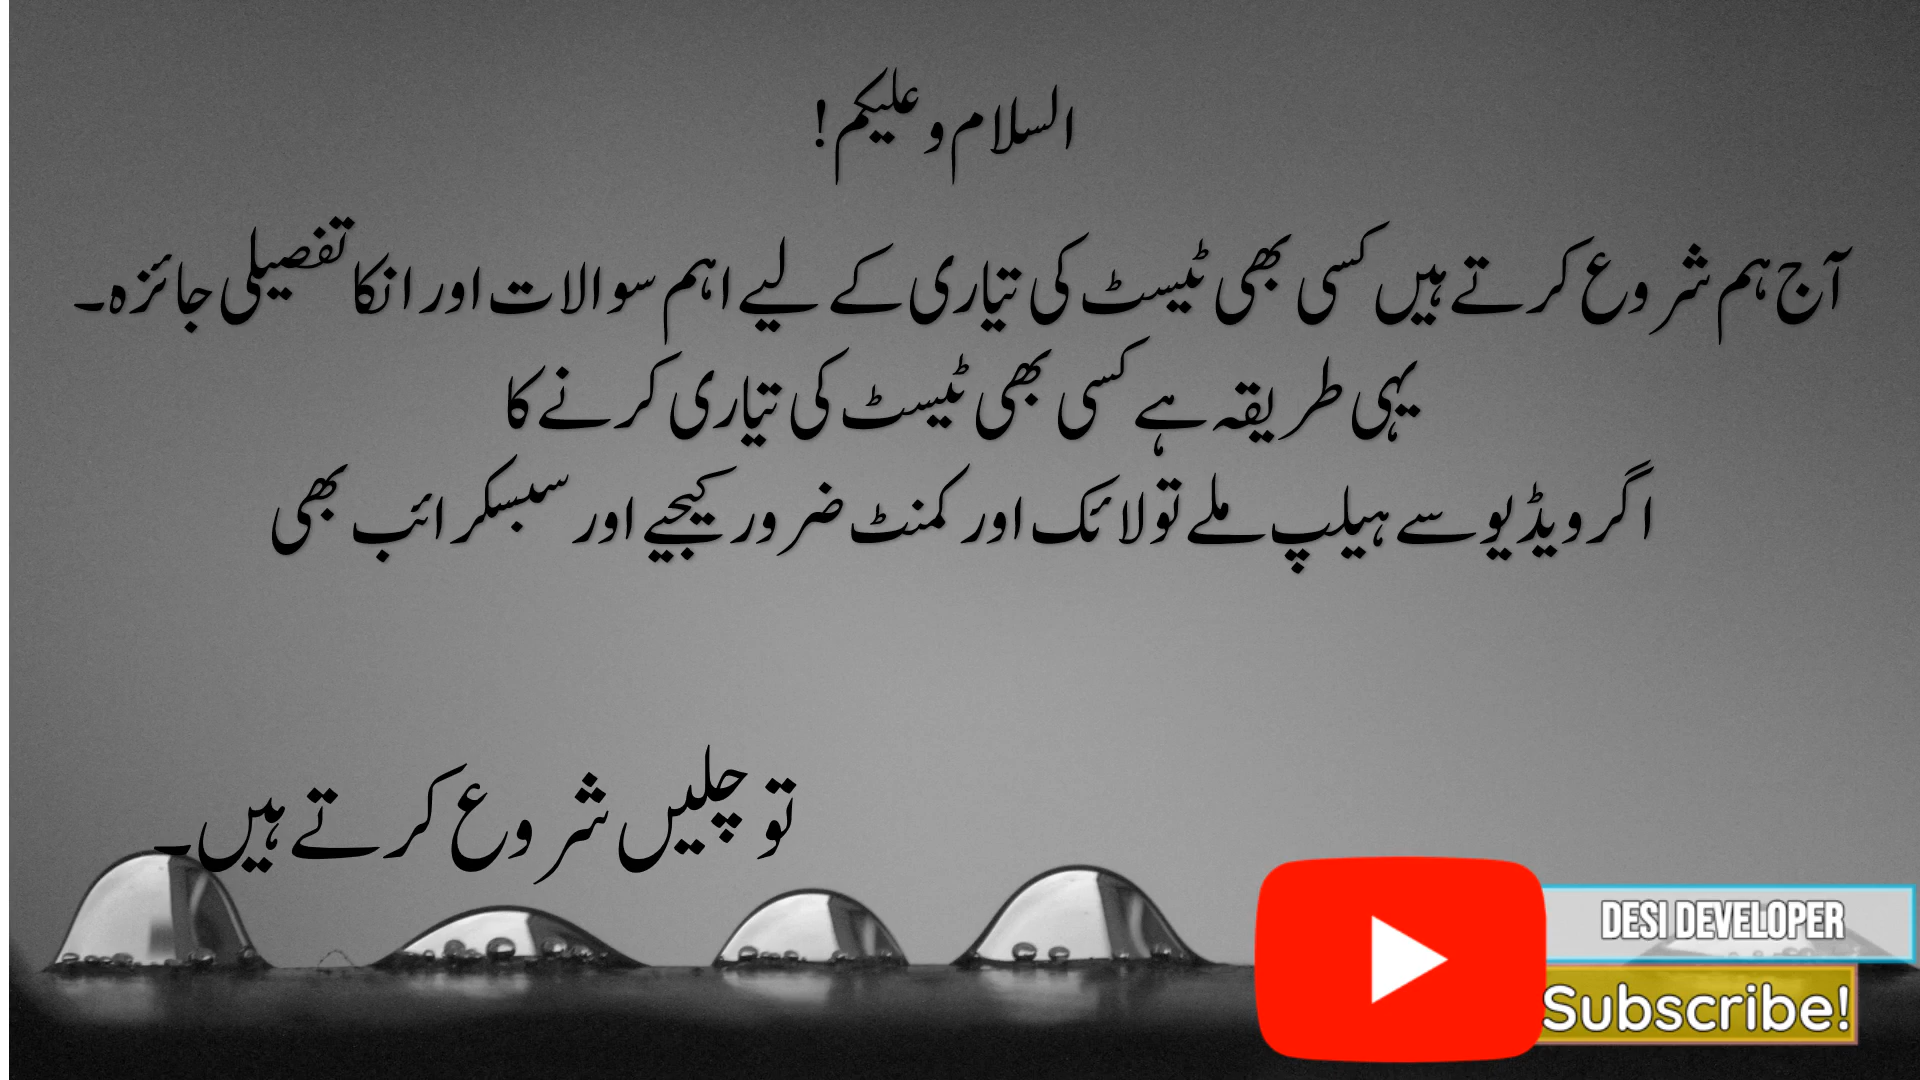 السلام و علیکم!
آج ہم شروع کرتے ہیں کسی بھی ٹیسٹ کی تیاری کے لیے اہم سوالات اور انکا تفصیلی جائزہ۔
یہی طریقہ ہے کسی بھی ٹیسٹ کی تیاری کرنے کا
اگر ویڈیو سے ہیلپ ملے تو لائک اور کمنٹ ضرور کیجیے اور سبسکرائب بھی
تو چلیں شروع کرتے ہیں۔
DESI DEVELOPER
Subscribe!